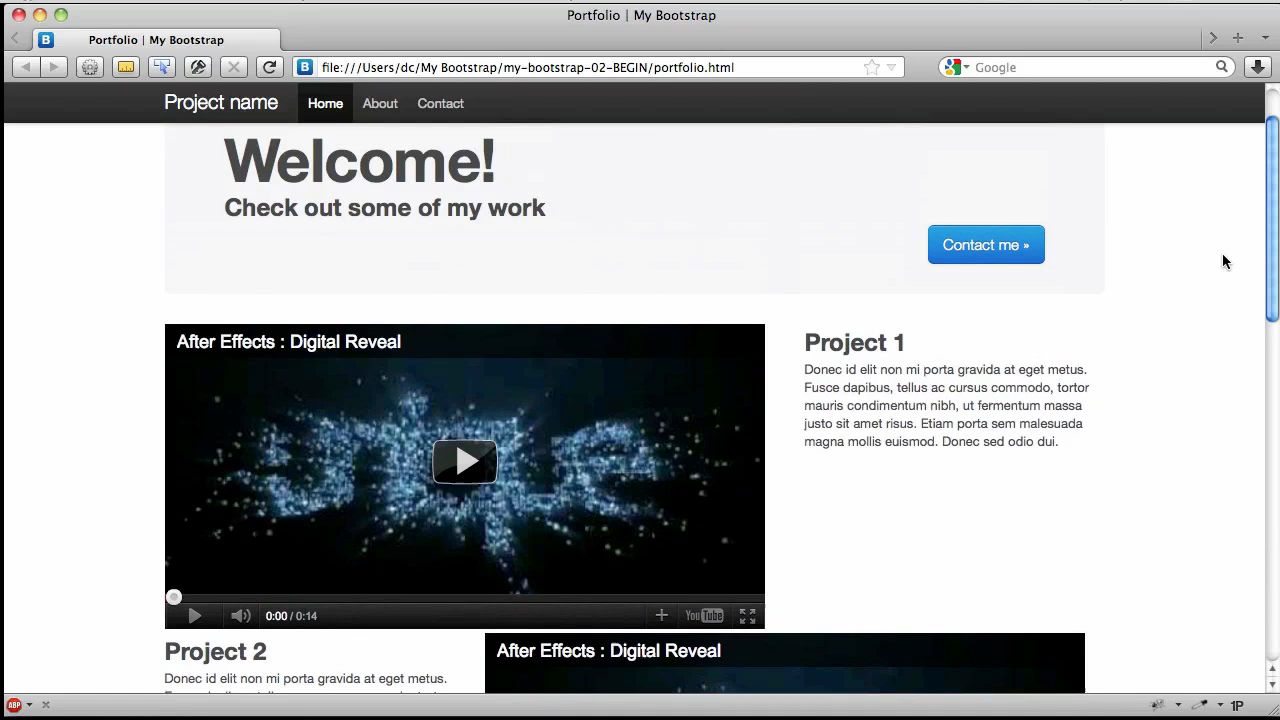 Portfolio | My Bootstrap
B Portfolio | My Bootstrap
B file:///Users/dc/My Bootstrap/my-bootstrap-02-BEGIN/portfolio.html Google
Project name Home About Contact
Welcome!
Check out some of my work
Contact me »
After Effects : Digital Reveal
Project 1
Donec id elit non mi porta gravida at eget metus.
Fusce dapibus, tellus ac cursus commodo, tortor
mauris condimentum nibh, ut fermentum massa
justo sit amet risus. Etiam porta sem malesuada
magna mollis euismod. Donec sed odio dui.
0:00 / 0:14 YouTube
Project 2
Donec id elit non mi porta gravida at eget metus.
After Effects : Digital Reveal
ABP 1P